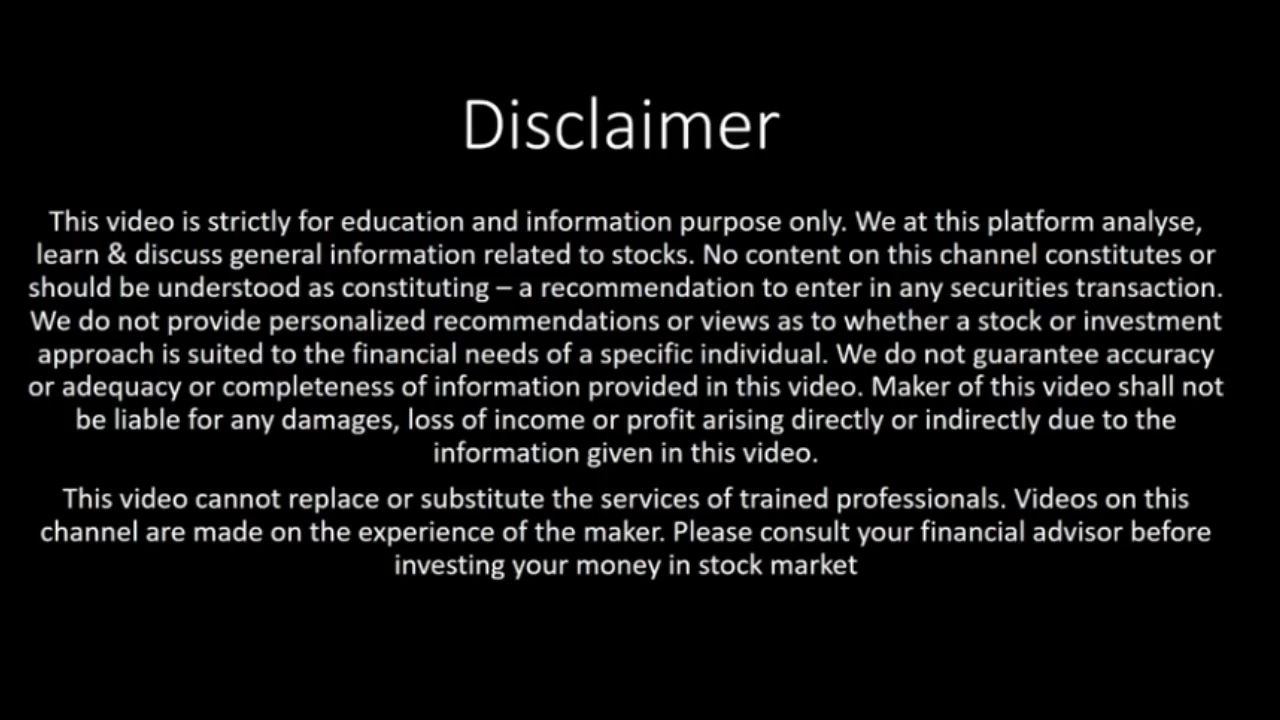 Disclaimer
This video is strictly for education and information purpose only. We at this platform analyse,
learn & discuss general information related to stocks. No content on this channel constitutes or
should be understood as constituting – a recommendation to enter in any securities transaction.
We do not provide personalized recommendations or views as to whether a stock or investment
approach is suited to the financial needs of a specific individual. We do not guarantee accuracy
or adequacy or completeness of information provided in this video. Maker of this video shall not
be liable for any damages, loss of income or profit arising directly or indirectly due to the
information given in this video.
This video cannot replace or substitute the services of trained professionals. Videos on this
channel are made on the experience of the maker. Please consult your financial advisor before
investing your money in stock market